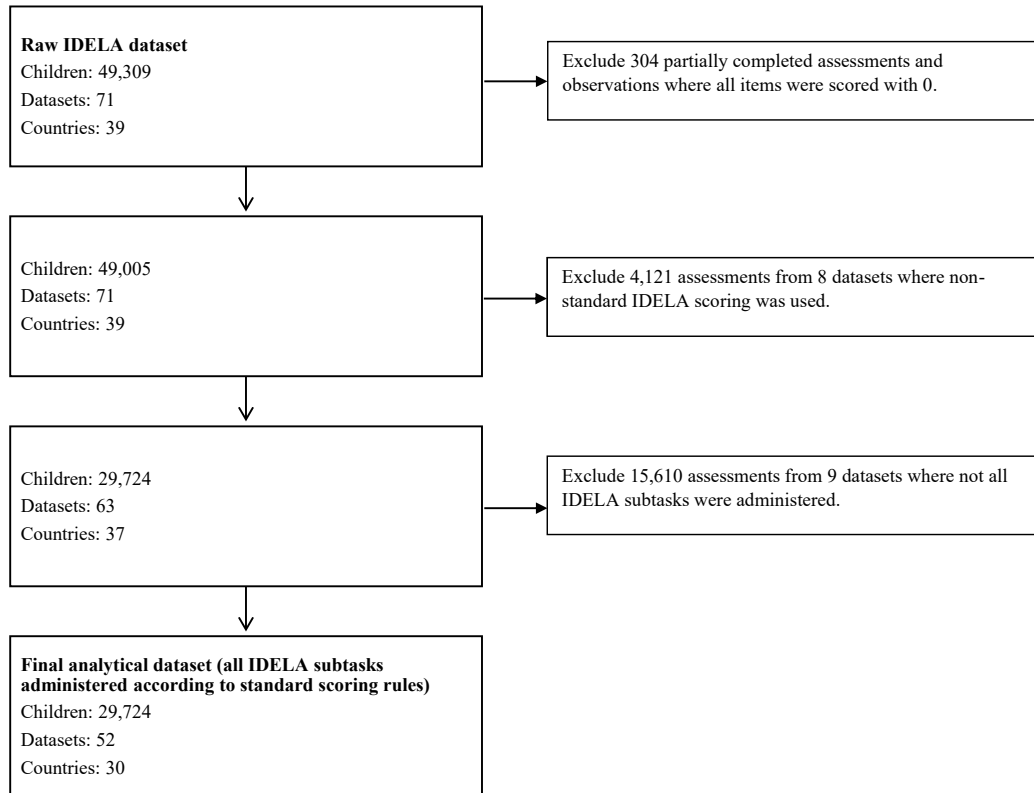 Raw IDELA dataset
Children: 49,309
Datasets: 71
Countries: 39
Exclude 304 partially completed assessments and
observations where all items were scored with 0.
Children: 49,005
Datasets: 71
Countries: 39
Exclude 4,121 assessments from 8 datasets where non-
standard IDELA scoring was used.
Children: 29,724
Datasets: 63
Countries: 37
Exclude 15,610 assessments from 9 datasets where not all
IDELA subtasks were administered.
Final analytical dataset (all IDELA subtasks
administered according to standard scoring rules)
Children: 29,724
Datasets: 52
Countries: 30